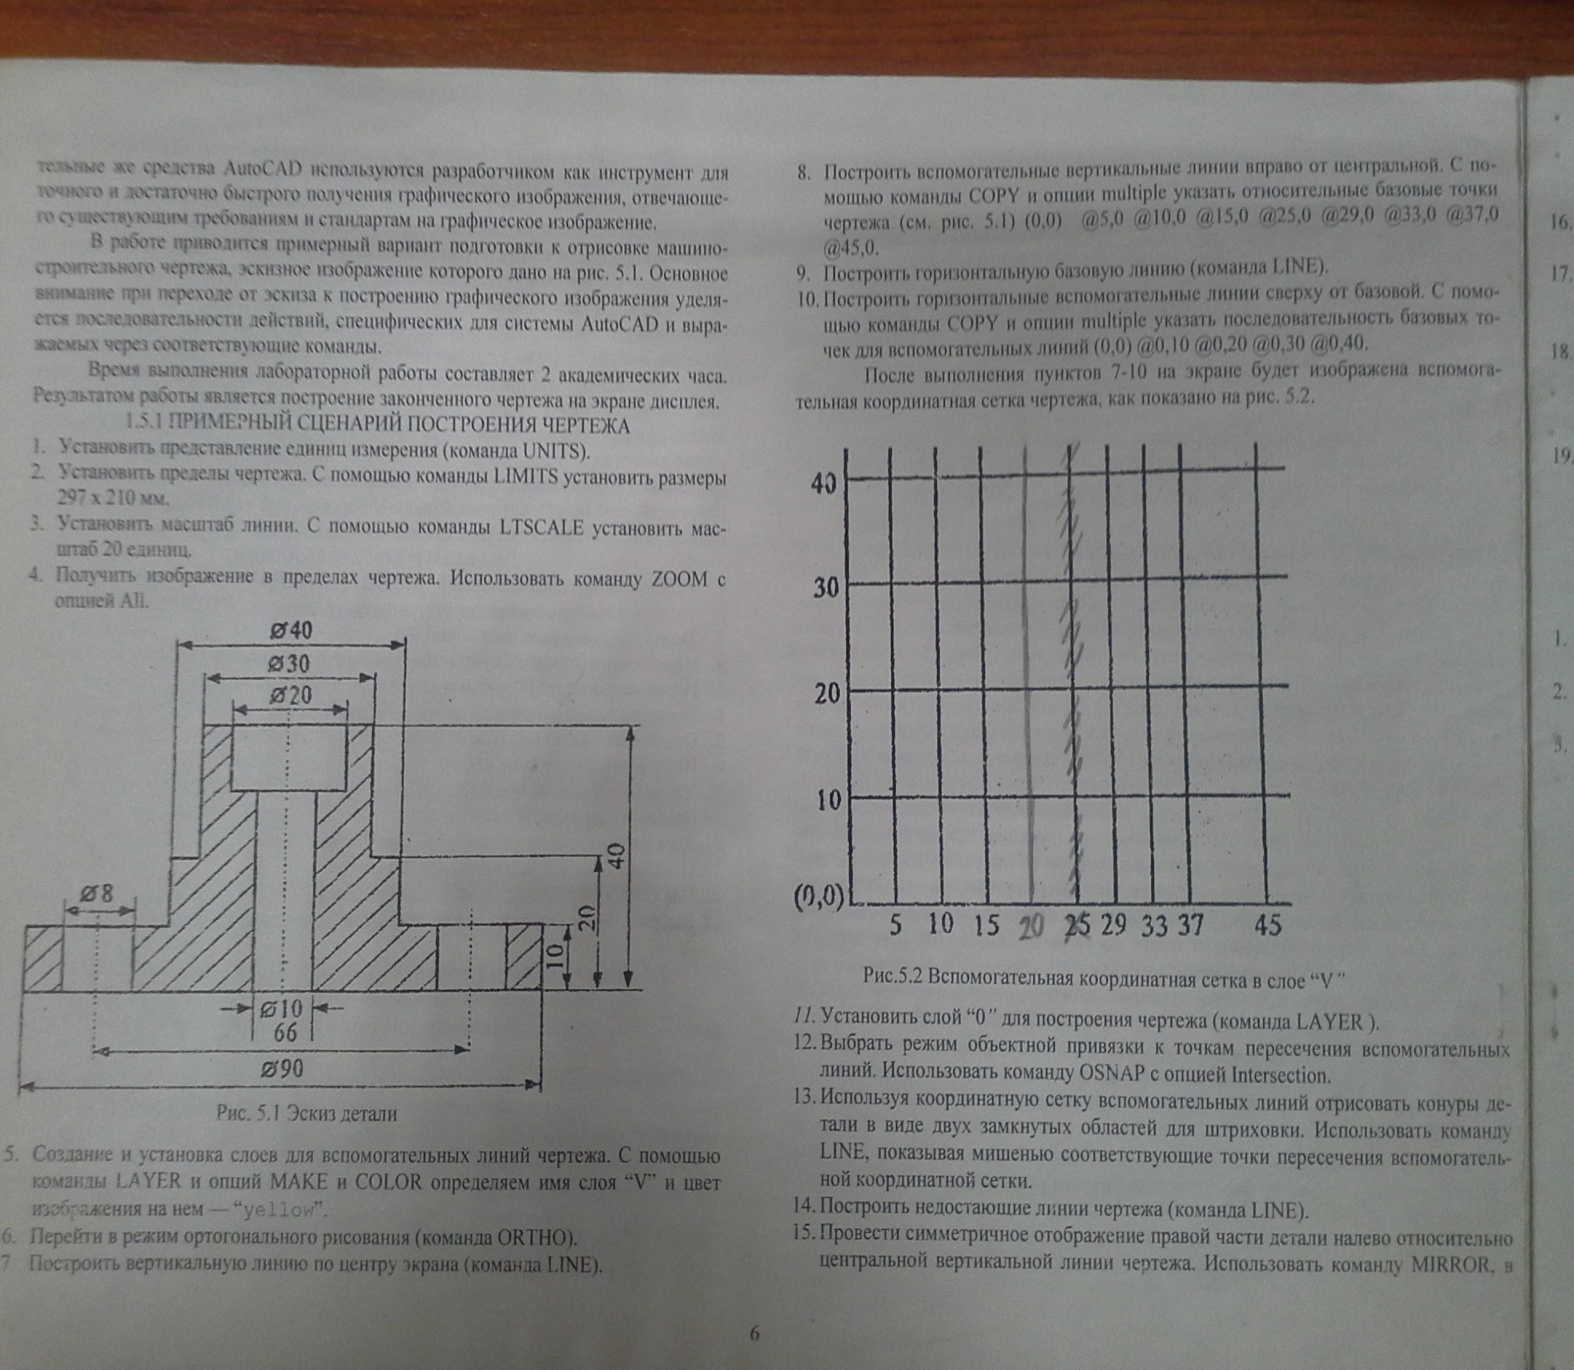 тельные же средства AutoCAD используются разработчиком как инструмент для
точного и достаточно быстрого получения графического изображения, отвечающе-
го существующим требованиям и стандартам на графическое изображение.
В работе приводится примерный вариант подготовки к отрисовке машино-
строительного чертежа, эскизное изображение которого дано на рис. 5.1. Основное
внимание при переходе от эскиза к построению графического изображения уделя-
ется последовательности действий, специфических для системы AutoCAD и выра-
жаемых через соответствующие команды.
Время выполнения лабораторной работы составляет 2 академических часа.
Результатом работы является построение законченного чертежа на экране дисплея.
1.5.1 ПРИМЕРНЫЙ СЦЕНАРИЙ ПОСТРОЕНИЯ ЧЕРТЕЖА
1. Установить представление единиц измерения (команда UNITS).
2. Установить пределы чертежа. С помощью команды LIMITS установить размеры
297 x 210 мм.
3. Установить масштаб линии. С помощью команды LTSCALE установить мас-
штаб 20 единиц.
4. Получить изображение в пределах чертежа. Использовать команду ZOOM с
опцией All.
Ø40
Ø30
Ø20
Ø8
10
20
40
Ø10
66
Ø90
Рис. 5.1 Эскиз детали
5. Создание и установка слоев для вспомогательных линий чертежа. С помощью
команды LAYER и опций MAKE и COLOR определяем имя слоя “V” и цвет
изображения на нем — “yellow”.
6. Перейти в режим ортогонального рисования (команда ORTHO).
7. Построить вертикальную линию по центру экрана (команда LINE).
8. Построить вспомогательные вертикальные линии вправо от центральной. С по-
мощью команды COPY и опции multiple указать относительные базовые точки
чертежа (см. рис. 5.1) (0,0) @5,0 @10,0 @15,0 @25,0 @29,0 @33,0 @37,0
@45,0.
9. Построить горизонтальную базовую линию (команда LINE).
10. Построить горизонтальные вспомогательные линии сверху от базовой. С помо-
щью команды COPY и опции multiple указать последовательность базовых то-
чек для вспомогательных линий (0,0) @0,10 @0,20 @0,30 @0,40.
После выполнения пунктов 7-10 на экране будет изображена вспомога-
тельная координатная сетка чертежа, как показано на рис. 5.2.
40
30
20
10
(0,0)
5 10 15 20 25 29 33 37 45
Рис.5.2 Вспомогательная координатная сетка в слое “V”
11. Установить слой “0” для построения чертежа (команда LAYER ).
12. Выбрать режим объектной привязки к точкам пересечения вспомогательных
линий. Использовать команду OSNAP с опцией Intersection.
13. Используя координатную сетку вспомогательных линий отрисовать конуры де-
тали в виде двух замкнутых областей для штриховки. Использовать команду
LINE, показывая мишенью соответствующие точки пересечения вспомогатель-
ной координатной сетки.
14. Построить недостающие линии чертежа (команда LINE).
15. Провести симметричное отображение правой части детали налево относительно
центральной вертикальной линии чертежа. Использовать команду MIRROR, в
6
16.
17.
18.
19.
1.
2.
3.